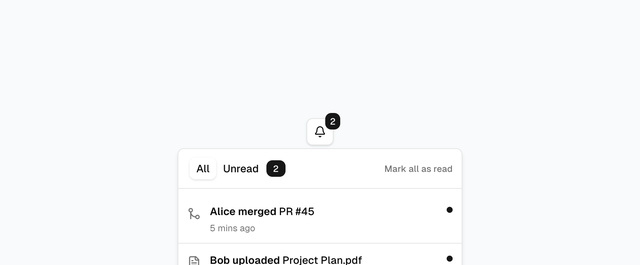 2
All Unread 2 Mark all as read
Alice merged PR #45
5 mins ago
Bob uploaded Project Plan.pdf